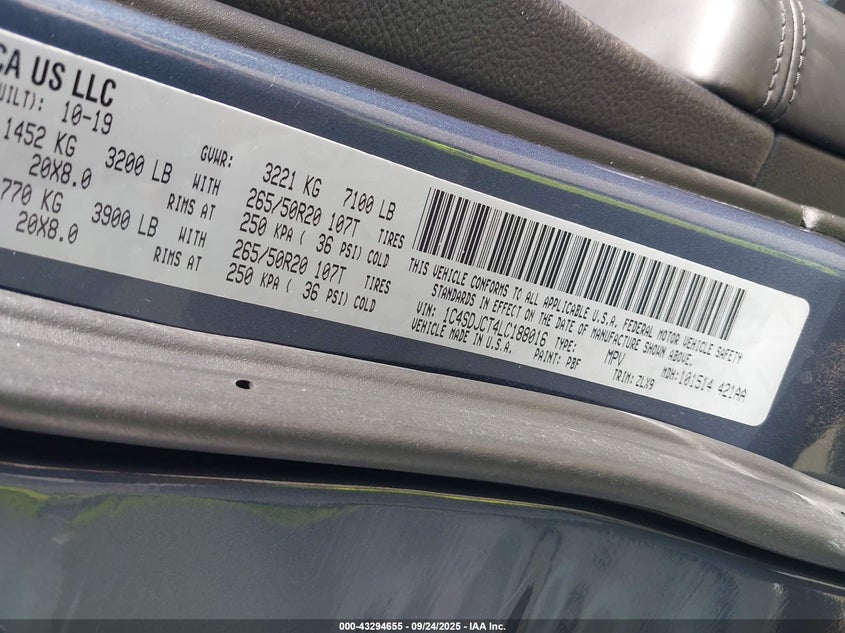 CA US LLC
UILT): 10-19
1452 KG 3200 LB WITH
20X8.0 RIMS AT
770 KG 3900 LB WITH
20X8.0 RIMS AT
GVWR: 3221 KG 7100 LB
265/50R20 107T TIRES
250 KPA ( 36 PSI) COLD
265/50R20 107T TIRES
250 KPA ( 36 PSI) COLD
THIS VEHICLE CONFORMS TO ALL APPLICABLE U.S.A. FEDERAL MOTOR VEHICLE SAFETY
STANDARDS IN EFFECT ON THE DATE OF MANUFACTURE SHOWN ABOVE.
VIN: 1C4SDJCT4LC188016 TYPE: MPV MDH:101514 421AA
VEHICLE MADE IN U.S.A. PAINT: PBF TRIM: ZLX9
000-43294655 - 09/24/2025 - IAA Inc.